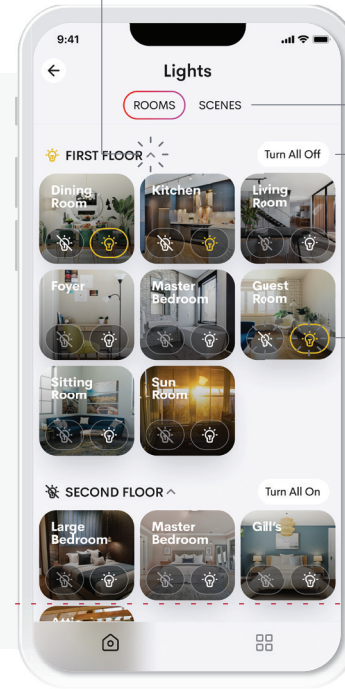 9:41
Lights
ROOMS SCENES
FIRST FLOOR
Turn All Off
Dining
Room
Kitchen
Living
Room
Foyer
Master
Bedroom
Guest
Room
Sitting
Room
Sun
Room
SECOND FLOOR
Turn All On
Large
Bedroom
Master
Bedroom
Gill's